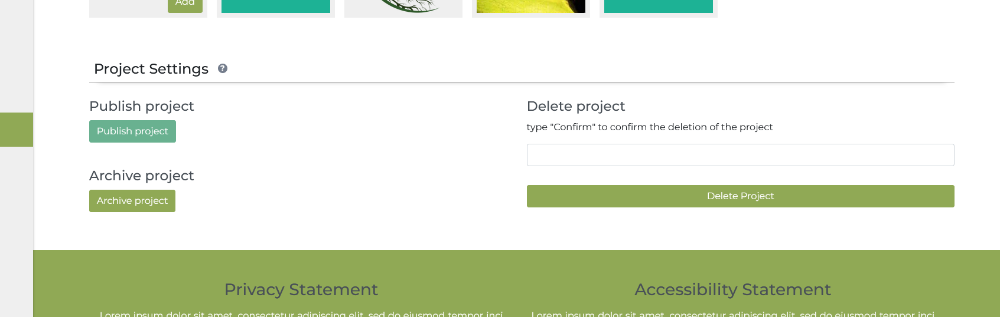 Add
Project Settings ?
Publish project
Publish project
Archive project
Archive project
Delete project
type "Confirm" to confirm the deletion of the project
Delete Project
Privacy Statement
Lorem ipsum dolor sit amet, consectetur adipiscing elit, sed do eiusmod tempor inci
Accessibility Statement
Lorem ipsum dolor sit amet, consectetur adipiscing elit, sed do eiusmod tempor inci